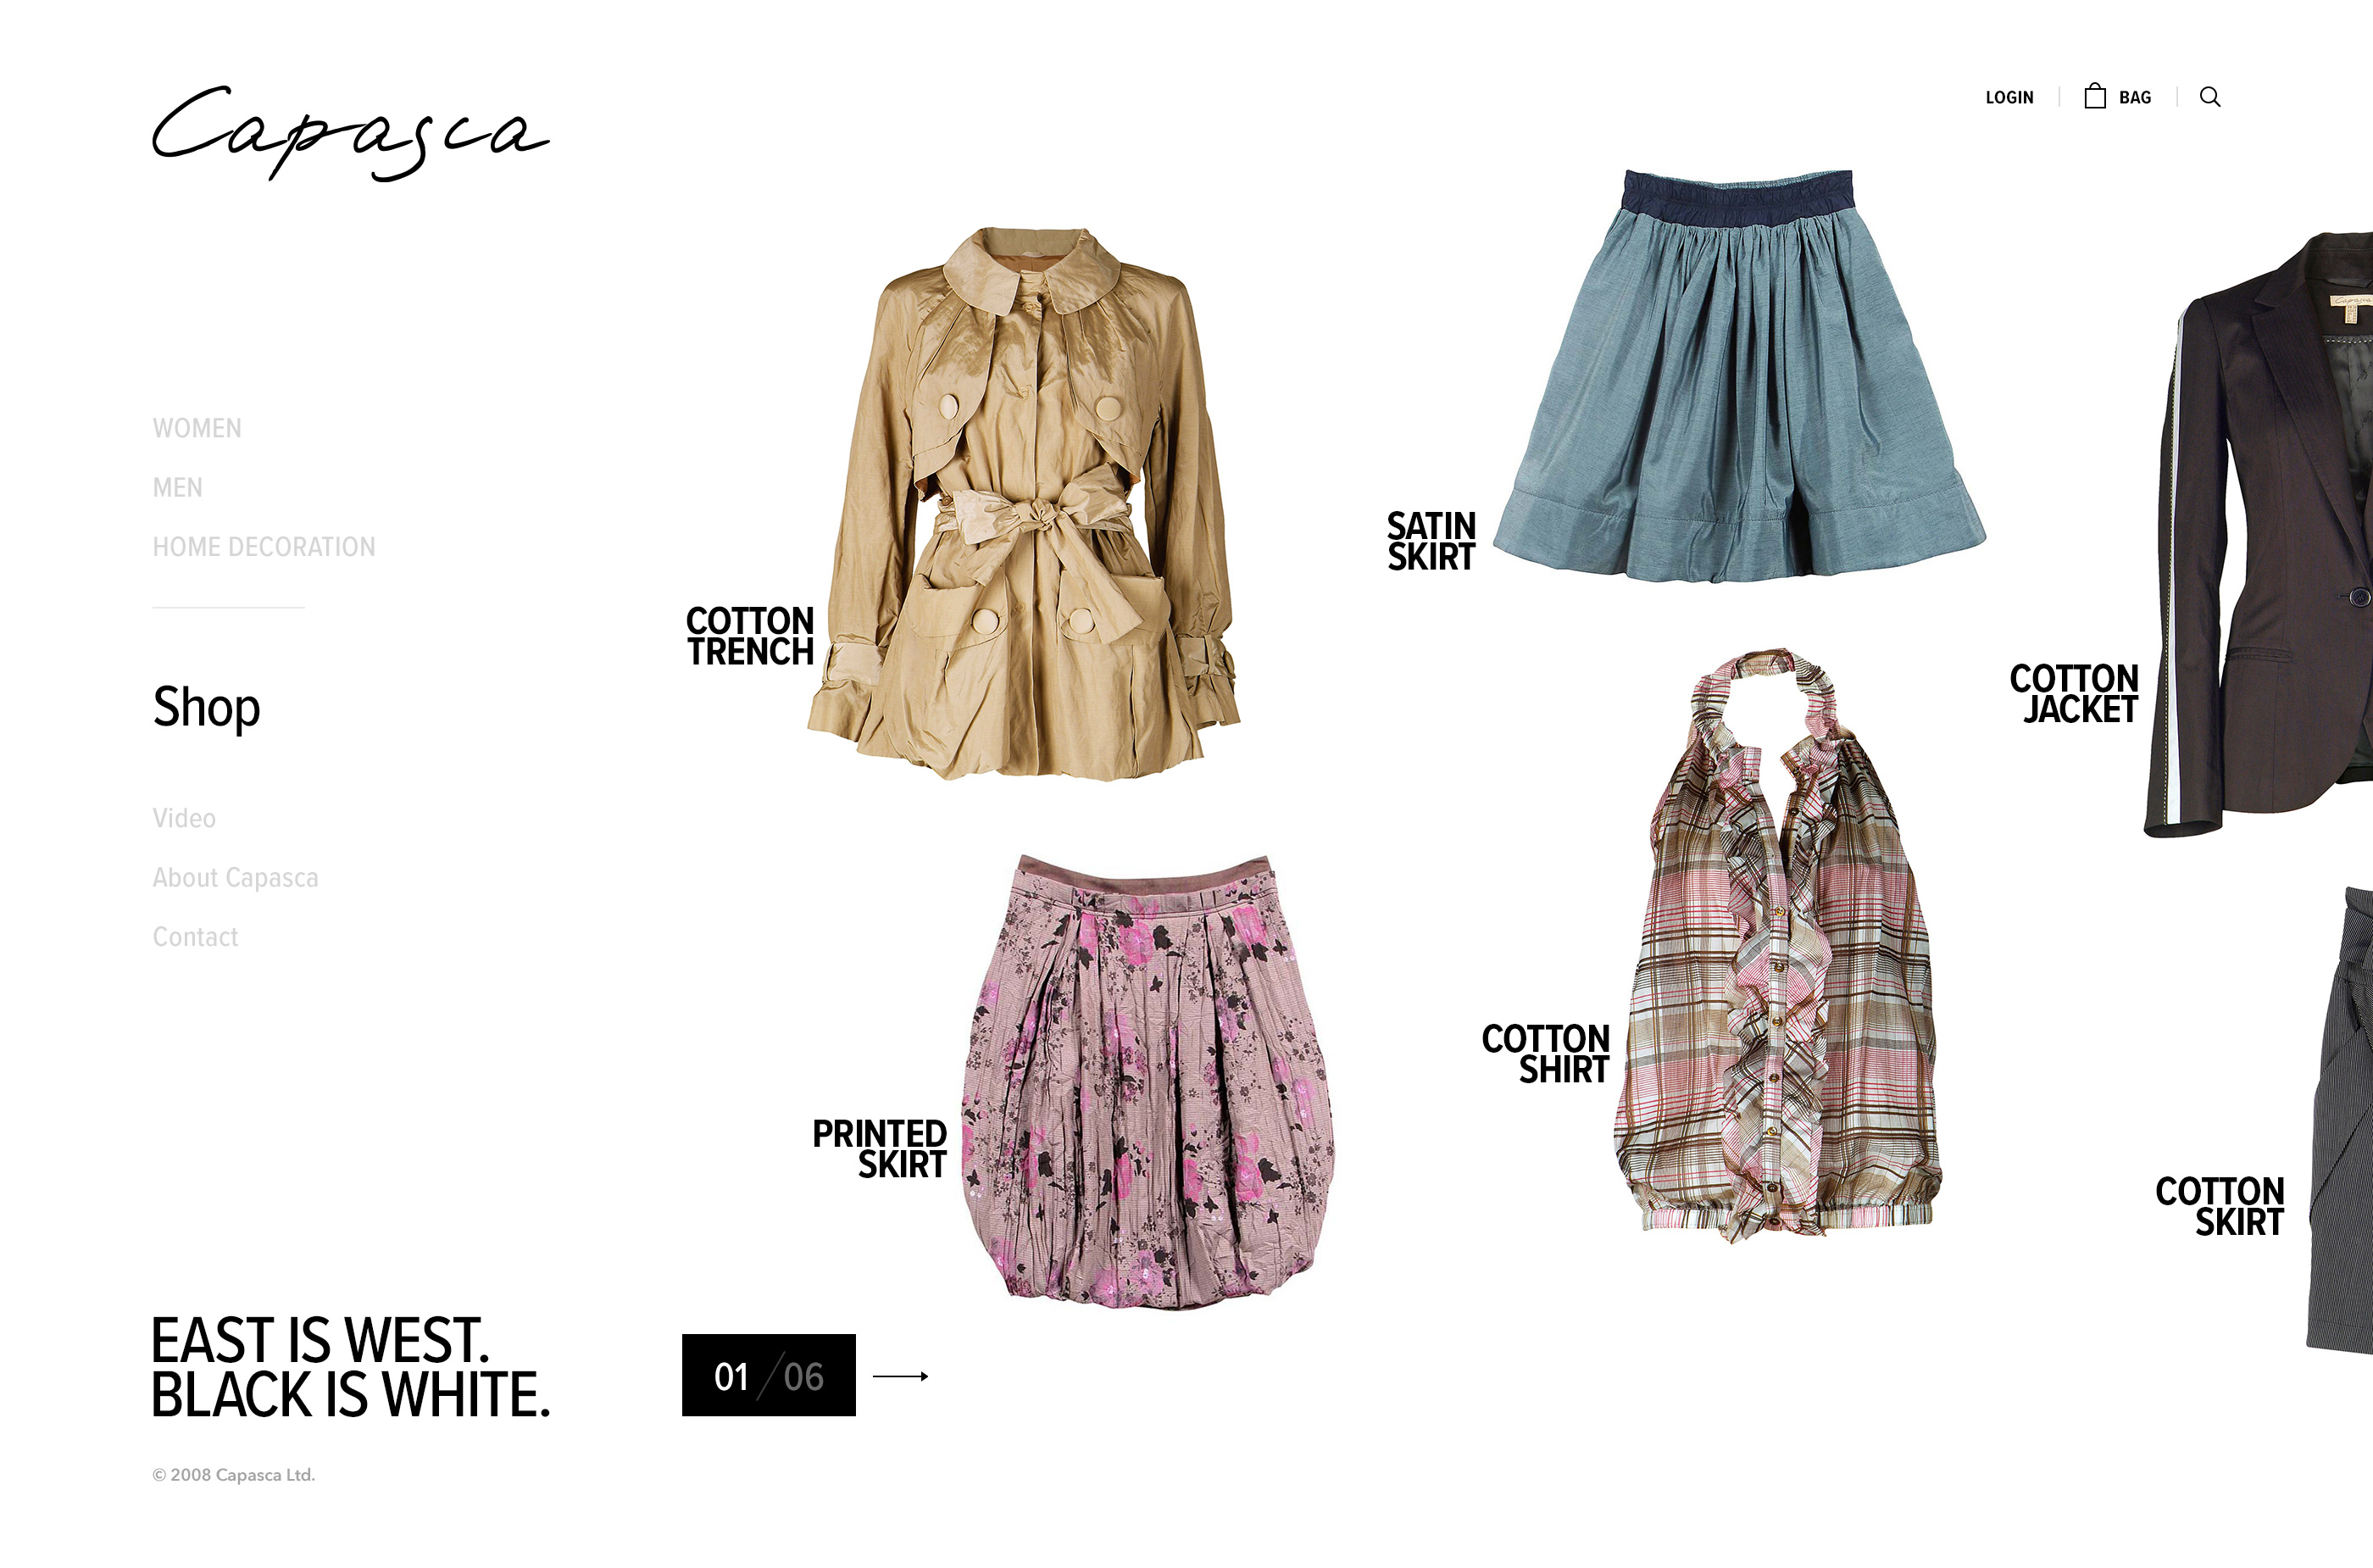 Capasca
LOGIN
BAG
WOMEN
MEN
HOME DECORATION
Shop
Video
About Capasca
Contact
COTTON
TRENCH
SATIN
SKIRT
COTTON
JACKET
PRINTED
SKIRT
COTTON
SHIRT
COTTON
SKIRT
EAST IS WEST.
BLACK IS WHITE.
01 / 06
© 2008 Capasca Ltd.